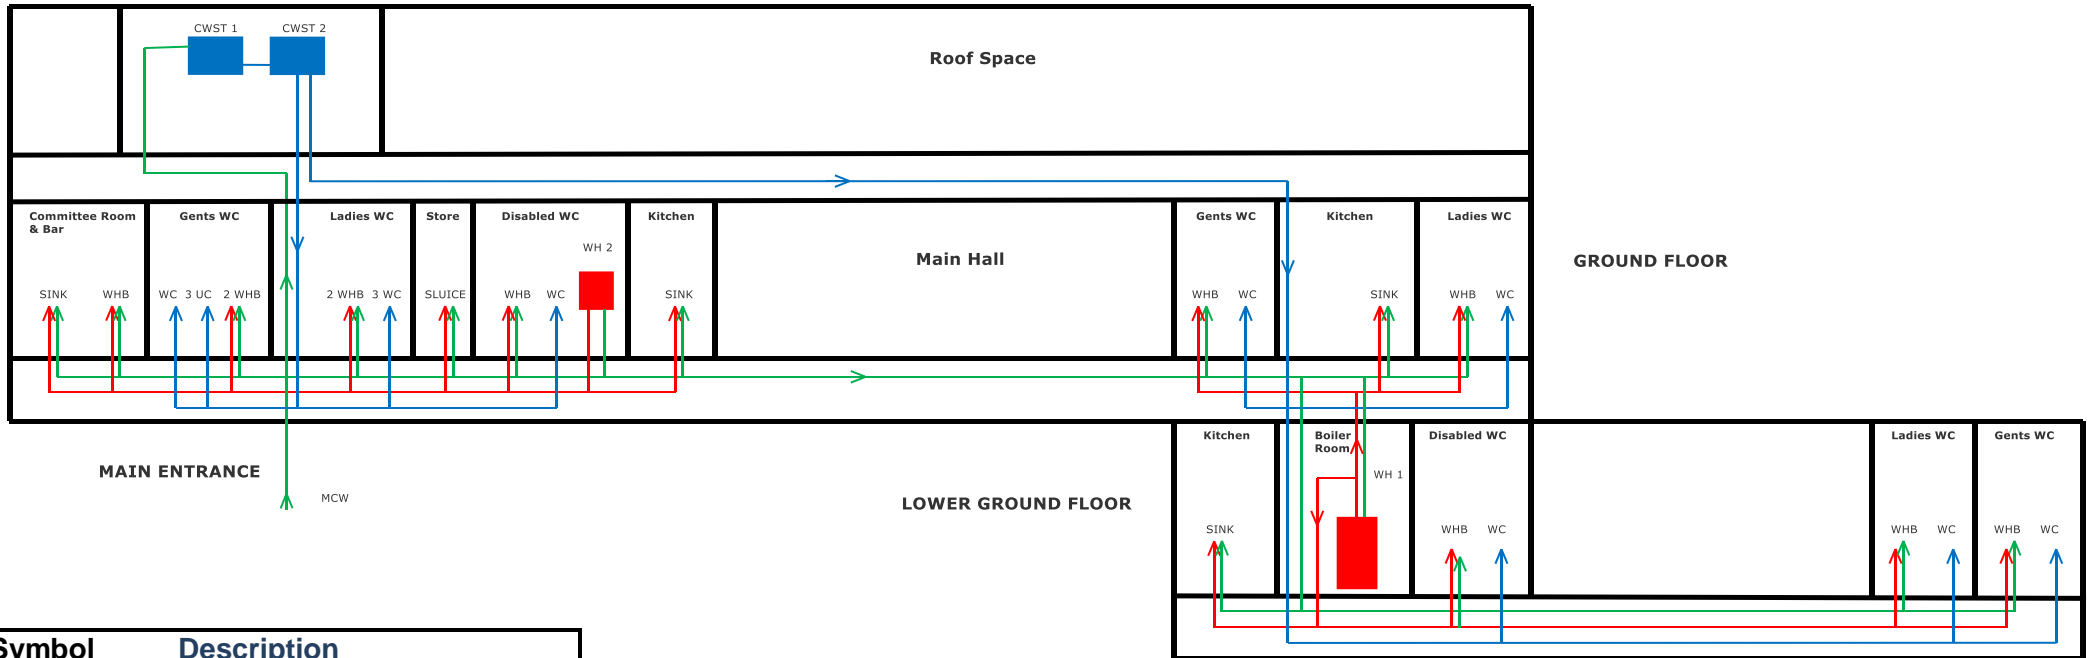 CWST 1 CWST 2
Roof Space
Committee Room
& Bar
Gents WC
Ladies WC
Store
Disabled WC
Kitchen
Gents WC
Kitchen
Ladies WC
WH 2
Main Hall
GROUND FLOOR
SINK WHB WC 3 UC 2 WHB 2 WHB 3 WC SLUICE WHB WC SINK WHB WC SINK WHB WC
Kitchen
Boiler
Room
Disabled WC
Ladies WC
Gents WC
MAIN ENTRANCE
WH 1
MCW
LOWER GROUND FLOOR
SINK WHB WC WHB WC WHB WC
Symbol Description